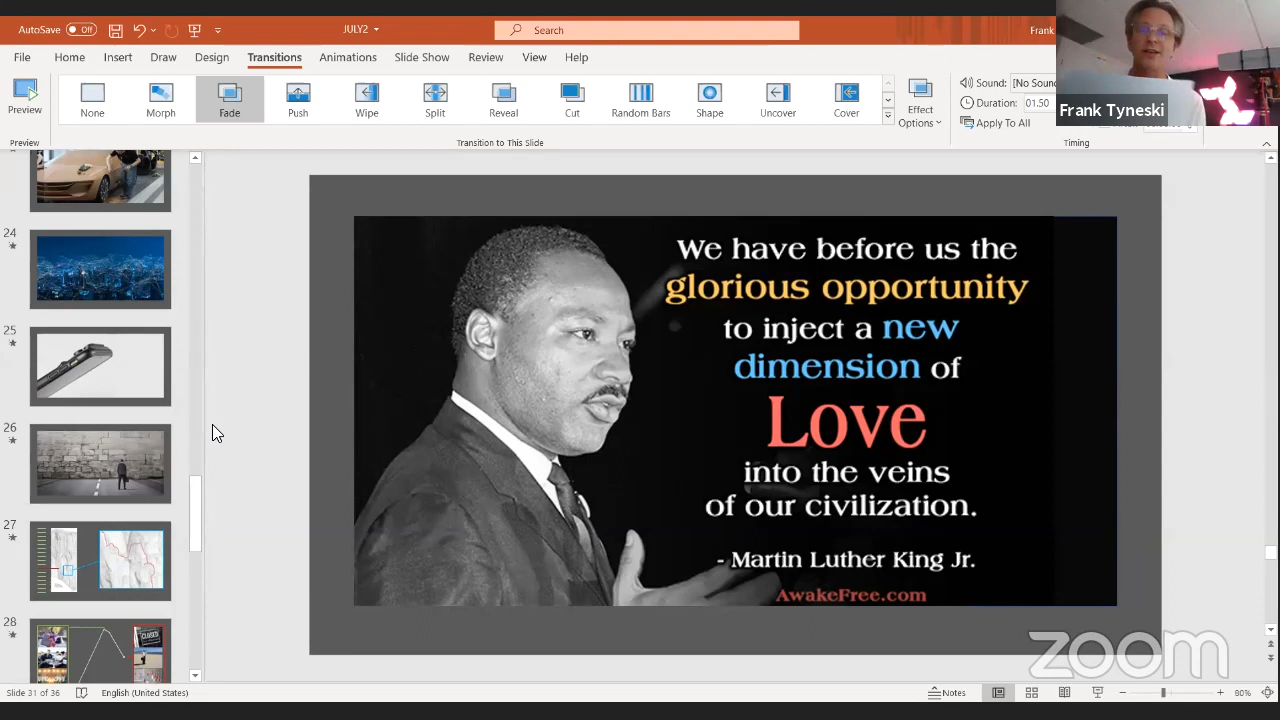 AutoSave Off
JULY2
Search
Frank
File Home Insert Draw Design Transitions Animations Slide Show Review View Help
Preview
None Morph Fade Push Wipe Split Reveal Cut Random Bars Shape Uncover Cover
Effect
Options
Sound: [No Soun
Duration: 01.50
Apply To All
Preview
Transition to This Slide
Timing
Frank Tyneski
24
25
26
27
28
CLOSED
We have before us the
glorious opportunity
to inject a new
dimension of
Love
into the veins
of our civilization.
- Martin Luther King Jr.
AwakeFree.com
zoom
Slide 31 of 36 English (United States) Notes 80%